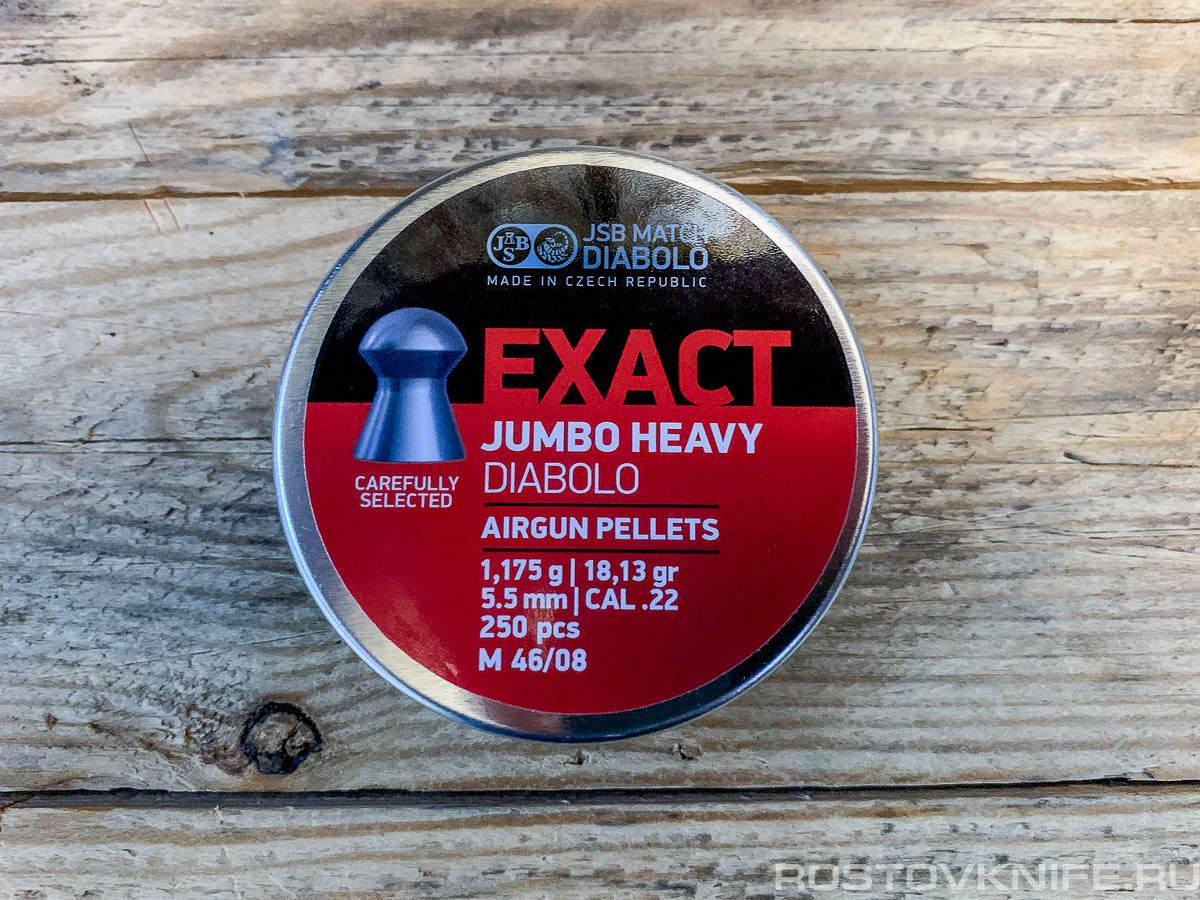 JSB
JSB MATCH
DIABOLO
MADE IN CZECH REPUBLIC
EXACT
JUMBO HEAVY
DIABOLO
CAREFULLY
SELECTED
AIRGUN PELLETS
1,175 g | 18,13 gr
5.5 mm | CAL .22
250 pcs
M 46/08
ROSTOVKNIFE.RU